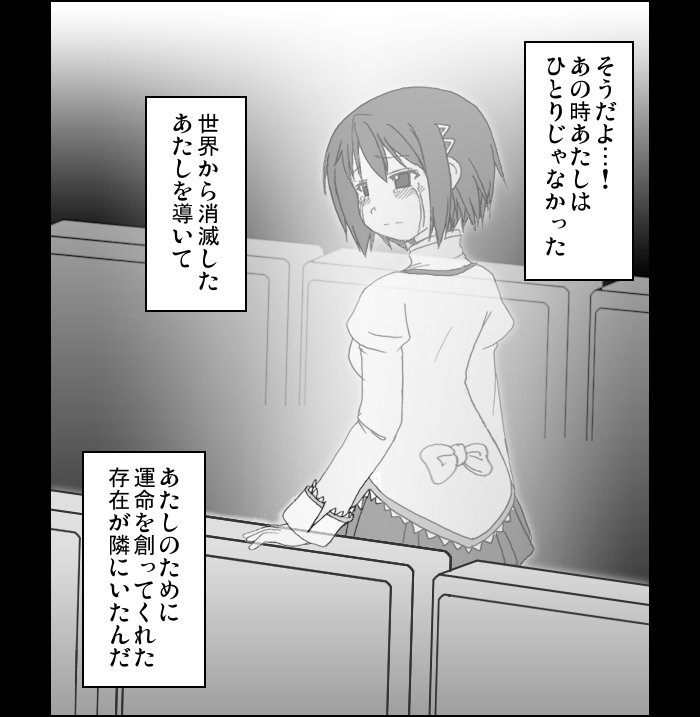 そうだよ…！
あの時あたしは
ひとりじゃなかった
世界から消滅した
あたしを導いて
あたしのために
運命を創ってくれた
存在が隣にいたんだ